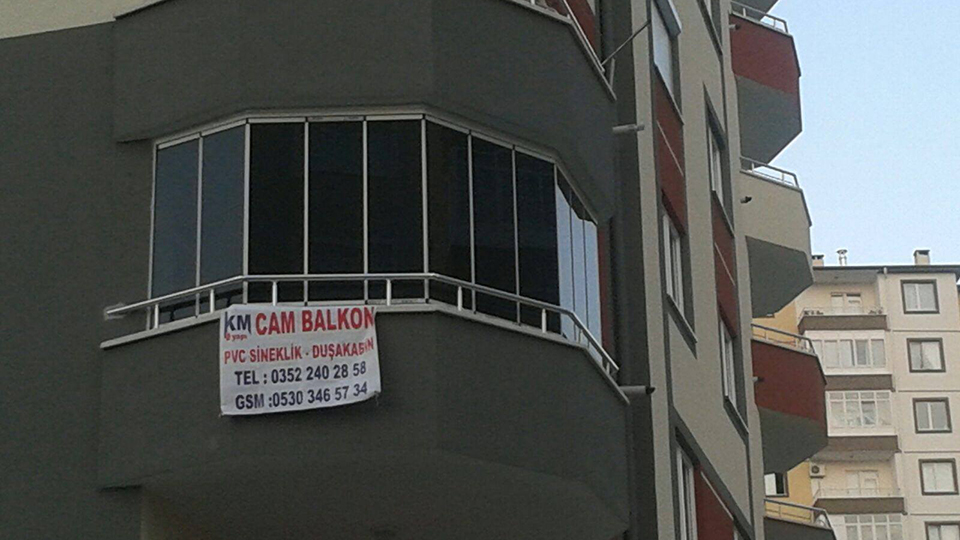 KM CAM BALKON
yapı
PVC SİNEKLİK - DUŞAKABİN
TEL : 0352 240 28 58
GSM :0530 346 57 34